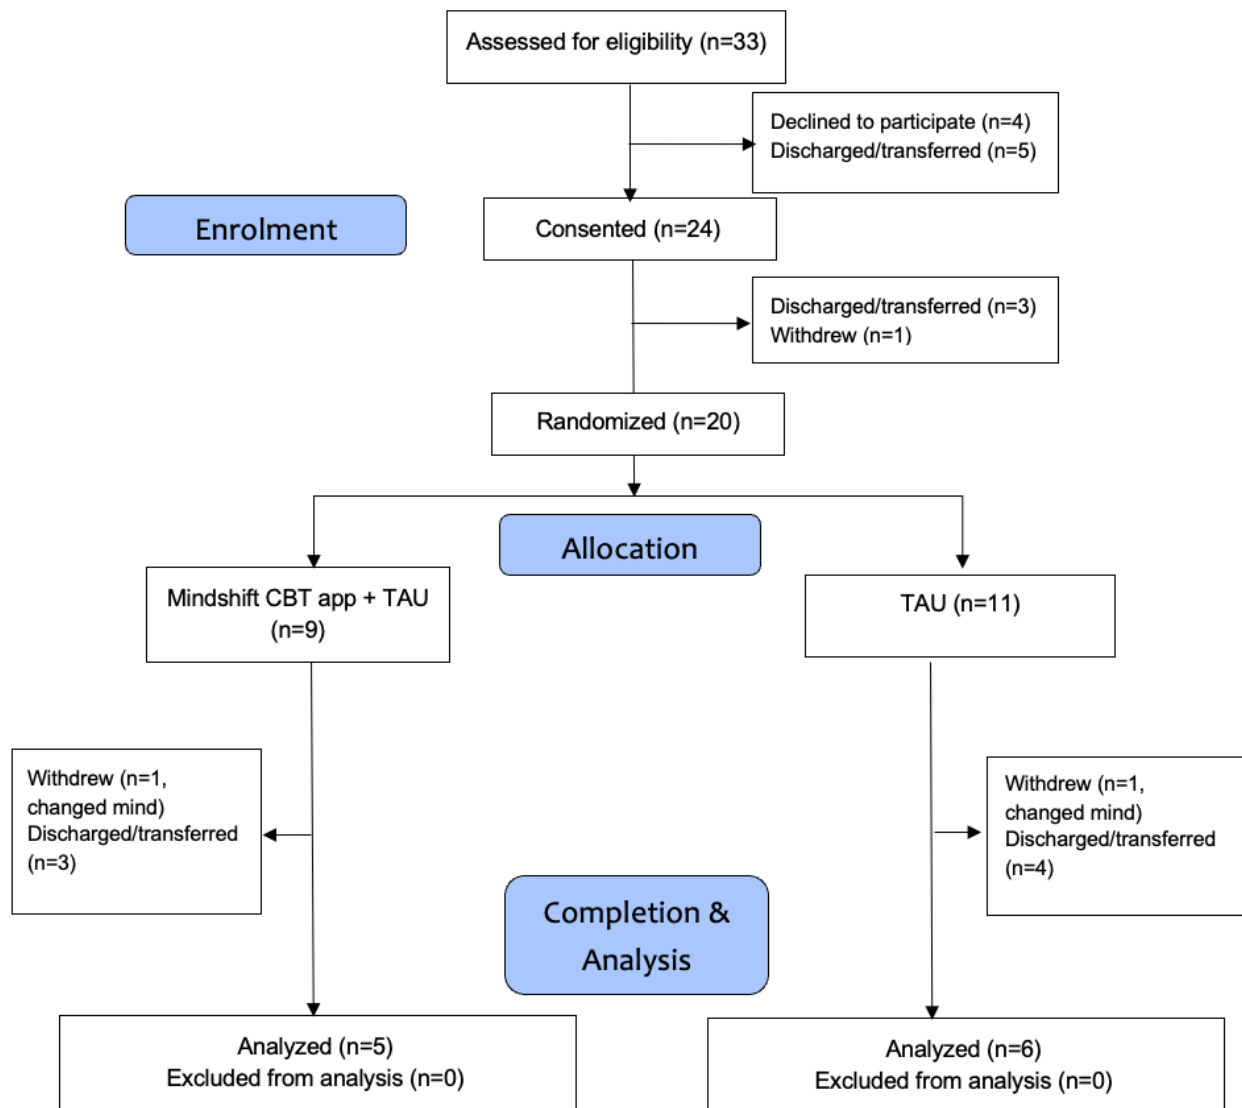 Assessed for eligibility (n=33)
Declined to participate (n=4)
Discharged/transferred (n=5)
Enrolment
Consented (n=24)
Discharged/transferred (n=3)
Withdrew (n=1)
Randomized (n=20)
Allocation
Mindshift CBT app + TAU
(n=9)
TAU (n=11)
Withdrew (n=1,
changed mind)
Discharged/transferred
(n=3)
Withdrew (n=1,
changed mind)
Discharged/transferred
(n=4)
Completion &
Analysis
Analyzed (n=5)
Excluded from analysis (n=0)
Analyzed (n=6)
Excluded from analysis (n=0)